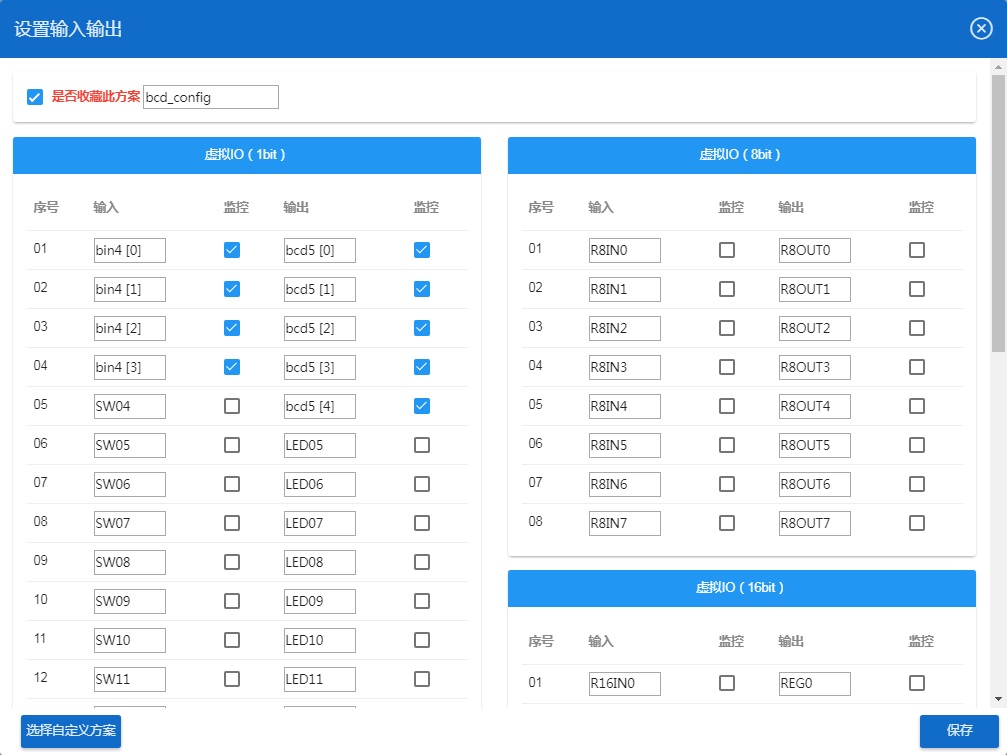 设置输入输出
是否收藏此方案 bcd_config
虚拟IO（1bit）
序号 输入 监控 输出 监控
01 bin4 [0] bcd5 [0]
02 bin4 [1] bcd5 [1]
03 bin4 [2] bcd5 [2]
04 bin4 [3] bcd5 [3]
05 SW04 bcd5 [4]
06 SW05 LED05
07 SW06 LED06
08 SW07 LED07
09 SW08 LED08
10 SW09 LED09
11 SW10 LED10
12 SW11 LED11
虚拟IO（8bit）
序号 输入 监控 输出 监控
01 R8IN0 R8OUT0
02 R8IN1 R8OUT1
03 R8IN2 R8OUT2
04 R8IN3 R8OUT3
05 R8IN4 R8OUT4
06 R8IN5 R8OUT5
07 R8IN6 R8OUT6
08 R8IN7 R8OUT7
虚拟IO（16bit）
序号 输入 监控 输出 监控
01 R16IN0 REG0
选择自定义方案
保存